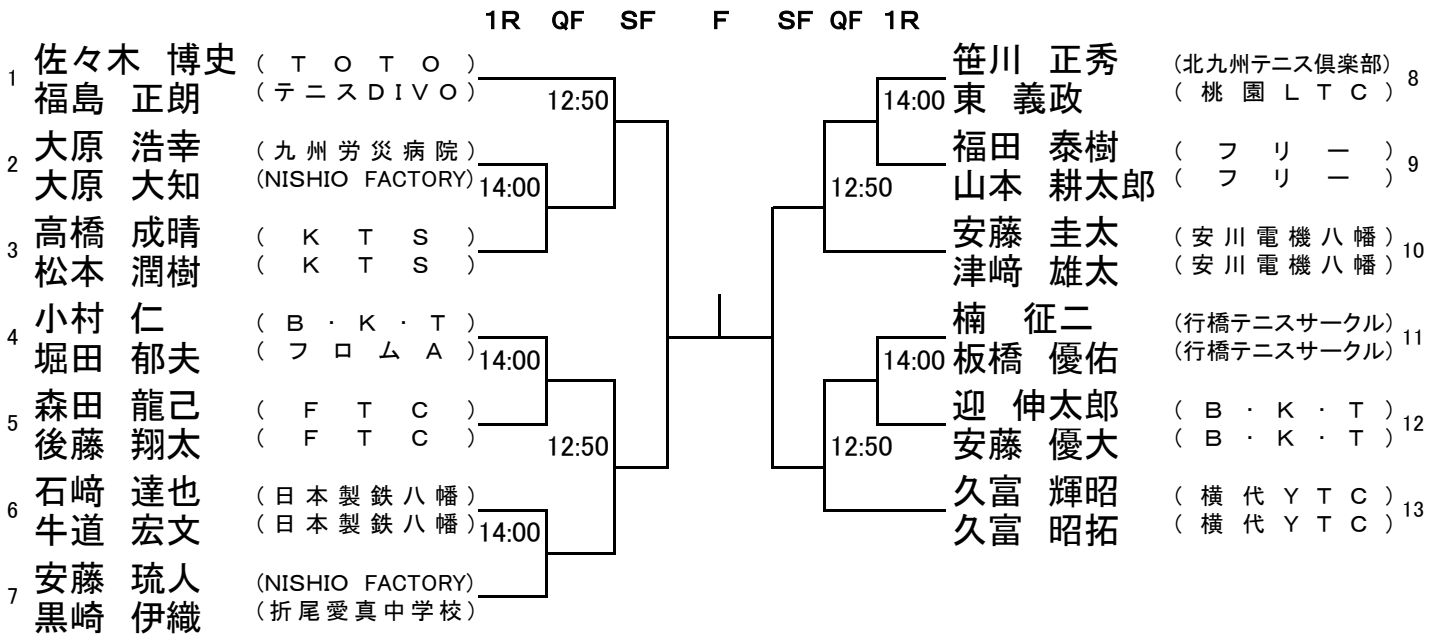 1R QF SF F SF QF 1R
1 佐々木 博史 (TOTO)
福島 正朗 (テニスDIVO)
12:50
2 大原 浩幸 (九州労災病院)
大原 大知 (NISHIO FACTORY)
14:00
3 高橋 成晴 (KTS)
松本 潤樹 (KTS)
4 小村 仁 (B・K・T)
堀田 郁夫 (フロムA)
14:00
5 森田 龍己 (FTC)
後藤 翔太 (FTC)
12:50
6 石﨑 達也 (日本製鉄八幡)
牛道 宏文 (日本製鉄八幡)
14:00
7 安藤 琉人 (NISHIO FACTORY)
黒崎 伊織 (折尾愛真中学校)
笹川 正秀 (北九州テニス倶楽部) 8
東 義政 (桃園LTC)
14:00
福田 泰樹 (フリー) 9
山本 耕太郎 (フリー)
12:50
安藤 圭太 (安川電機八幡) 10
津﨑 雄太 (安川電機八幡)
楠 征二 (行橋テニスサークル) 11
板橋 優佑 (行橋テニスサークル)
14:00
迎 伸太郎 (B・K・T) 12
安藤 優大 (B・K・T)
12:50
久富 輝昭 (横代YTC) 13
久富 昭拓 (横代YTC)